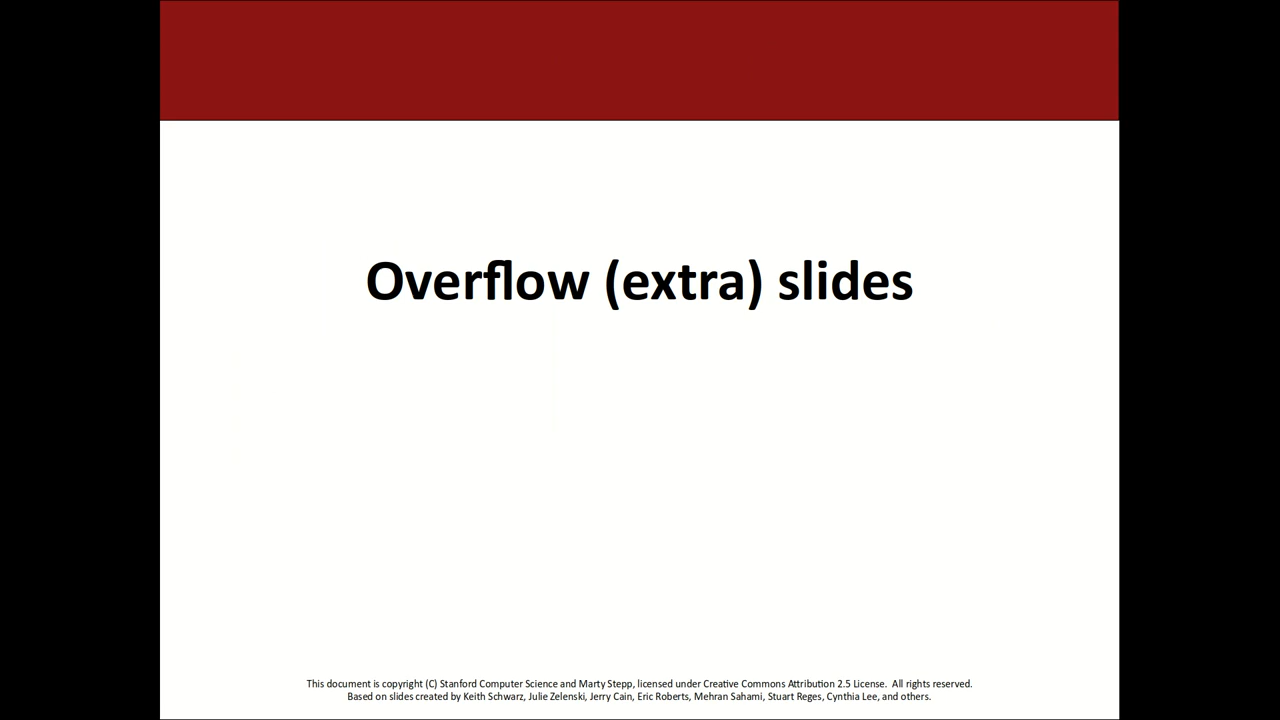 Overflow (extra) slides
This document is copyright (C) Stanford Computer Science and Marty Stepp, licensed under Creative Commons Attribution 2.5 License.  All rights reserved.
Based on slides created by Keith Schwarz, Julie Zelenski, Jerry Cain, Eric Roberts, Mehran Sahami, Stuart Reges, Cynthia Lee, and others.